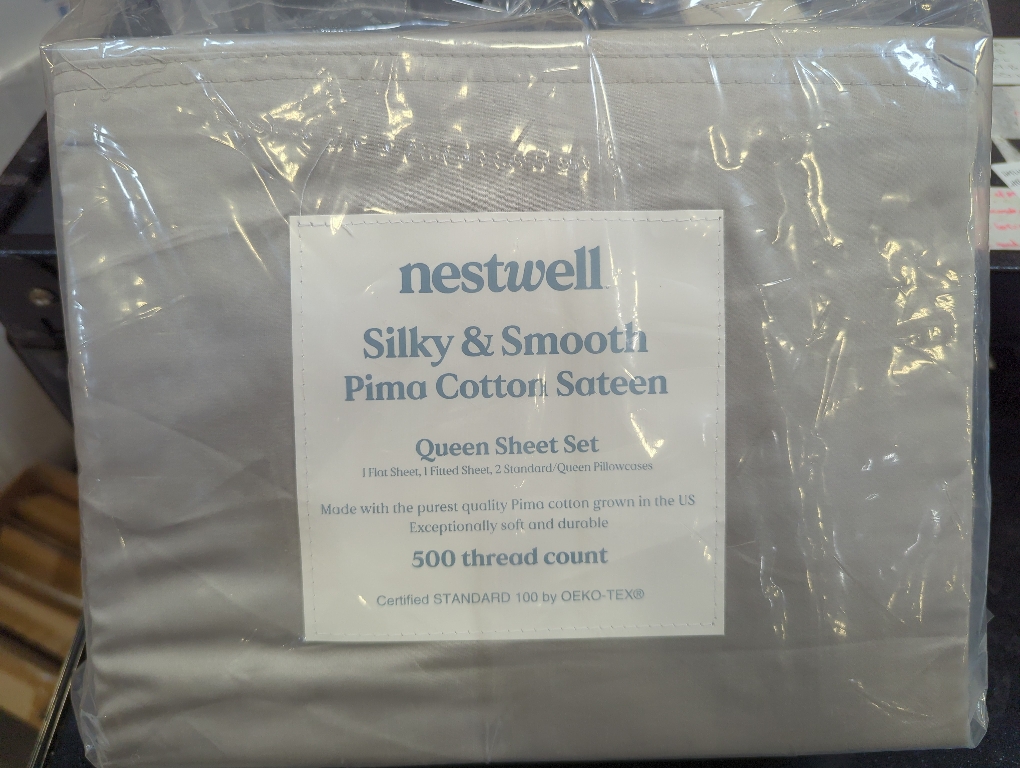 nestwell
Silky & Smooth
Pima Cotton Sateen
Queen Sheet Set
1 Flat Sheet, 1 Fitted Sheet, 2 Standard/Queen Pillowcases
Made with the purest quality Pima cotton grown in the US
Exceptionally soft and durable
500 thread count
Certified STANDARD 100 by OEKO-TEX®